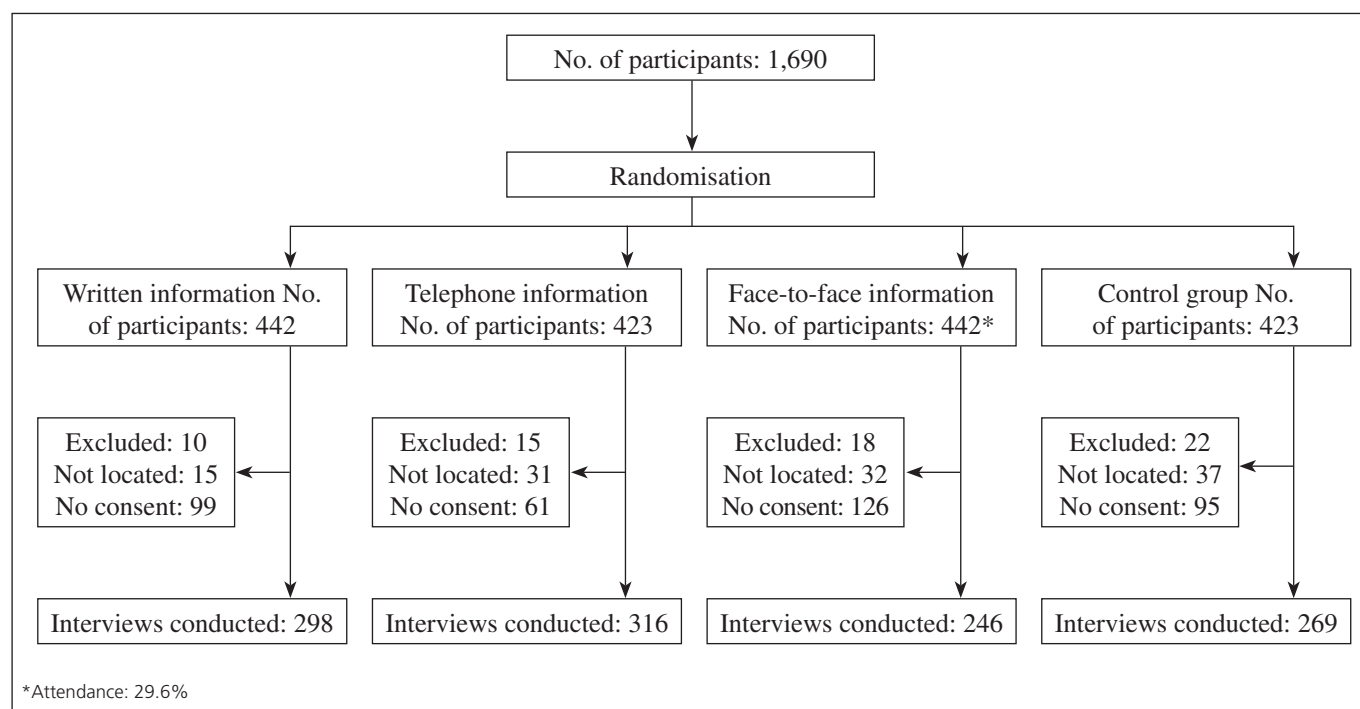 No. of participants: 1,690
Randomisation
Written information No.
of participants: 442
Telephone information
No. of participants: 423
Face-to-face information
No. of participants: 442*
Control group No.
of participants: 423
Excluded: 10
Not located: 15
No consent: 99
Excluded: 15
Not located: 31
No consent: 61
Excluded: 18
Not located: 32
No consent: 126
Excluded: 22
Not located: 37
No consent: 95
Interviews conducted: 298
Interviews conducted: 316
Interviews conducted: 246
Interviews conducted: 269
*Attendance: 29.6%